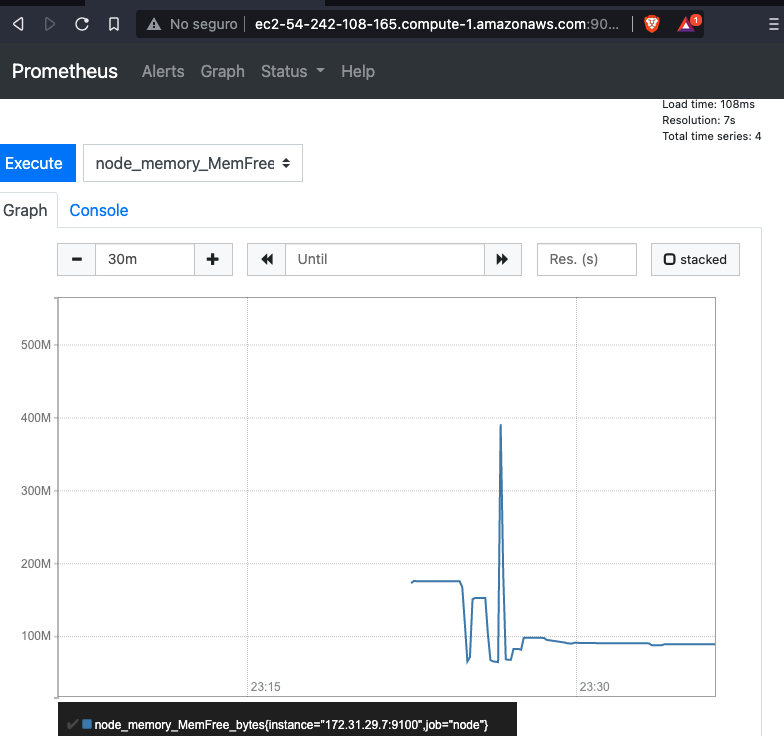 No seguro ec2-54-242-108-165.compute-1.amazonaws.com:90... 1
Prometheus Alerts Graph Status Help
Load time: 108ms
Resolution: 7s
Total time series: 4
Execute node_memory_MemFree
Graph Console
30m Until Res. (s) stacked
500M
400M
300M
200M
100M
23:15 23:30
node_memory_MemFree_bytes{instance="172.31.29.7:9100",job="node"}